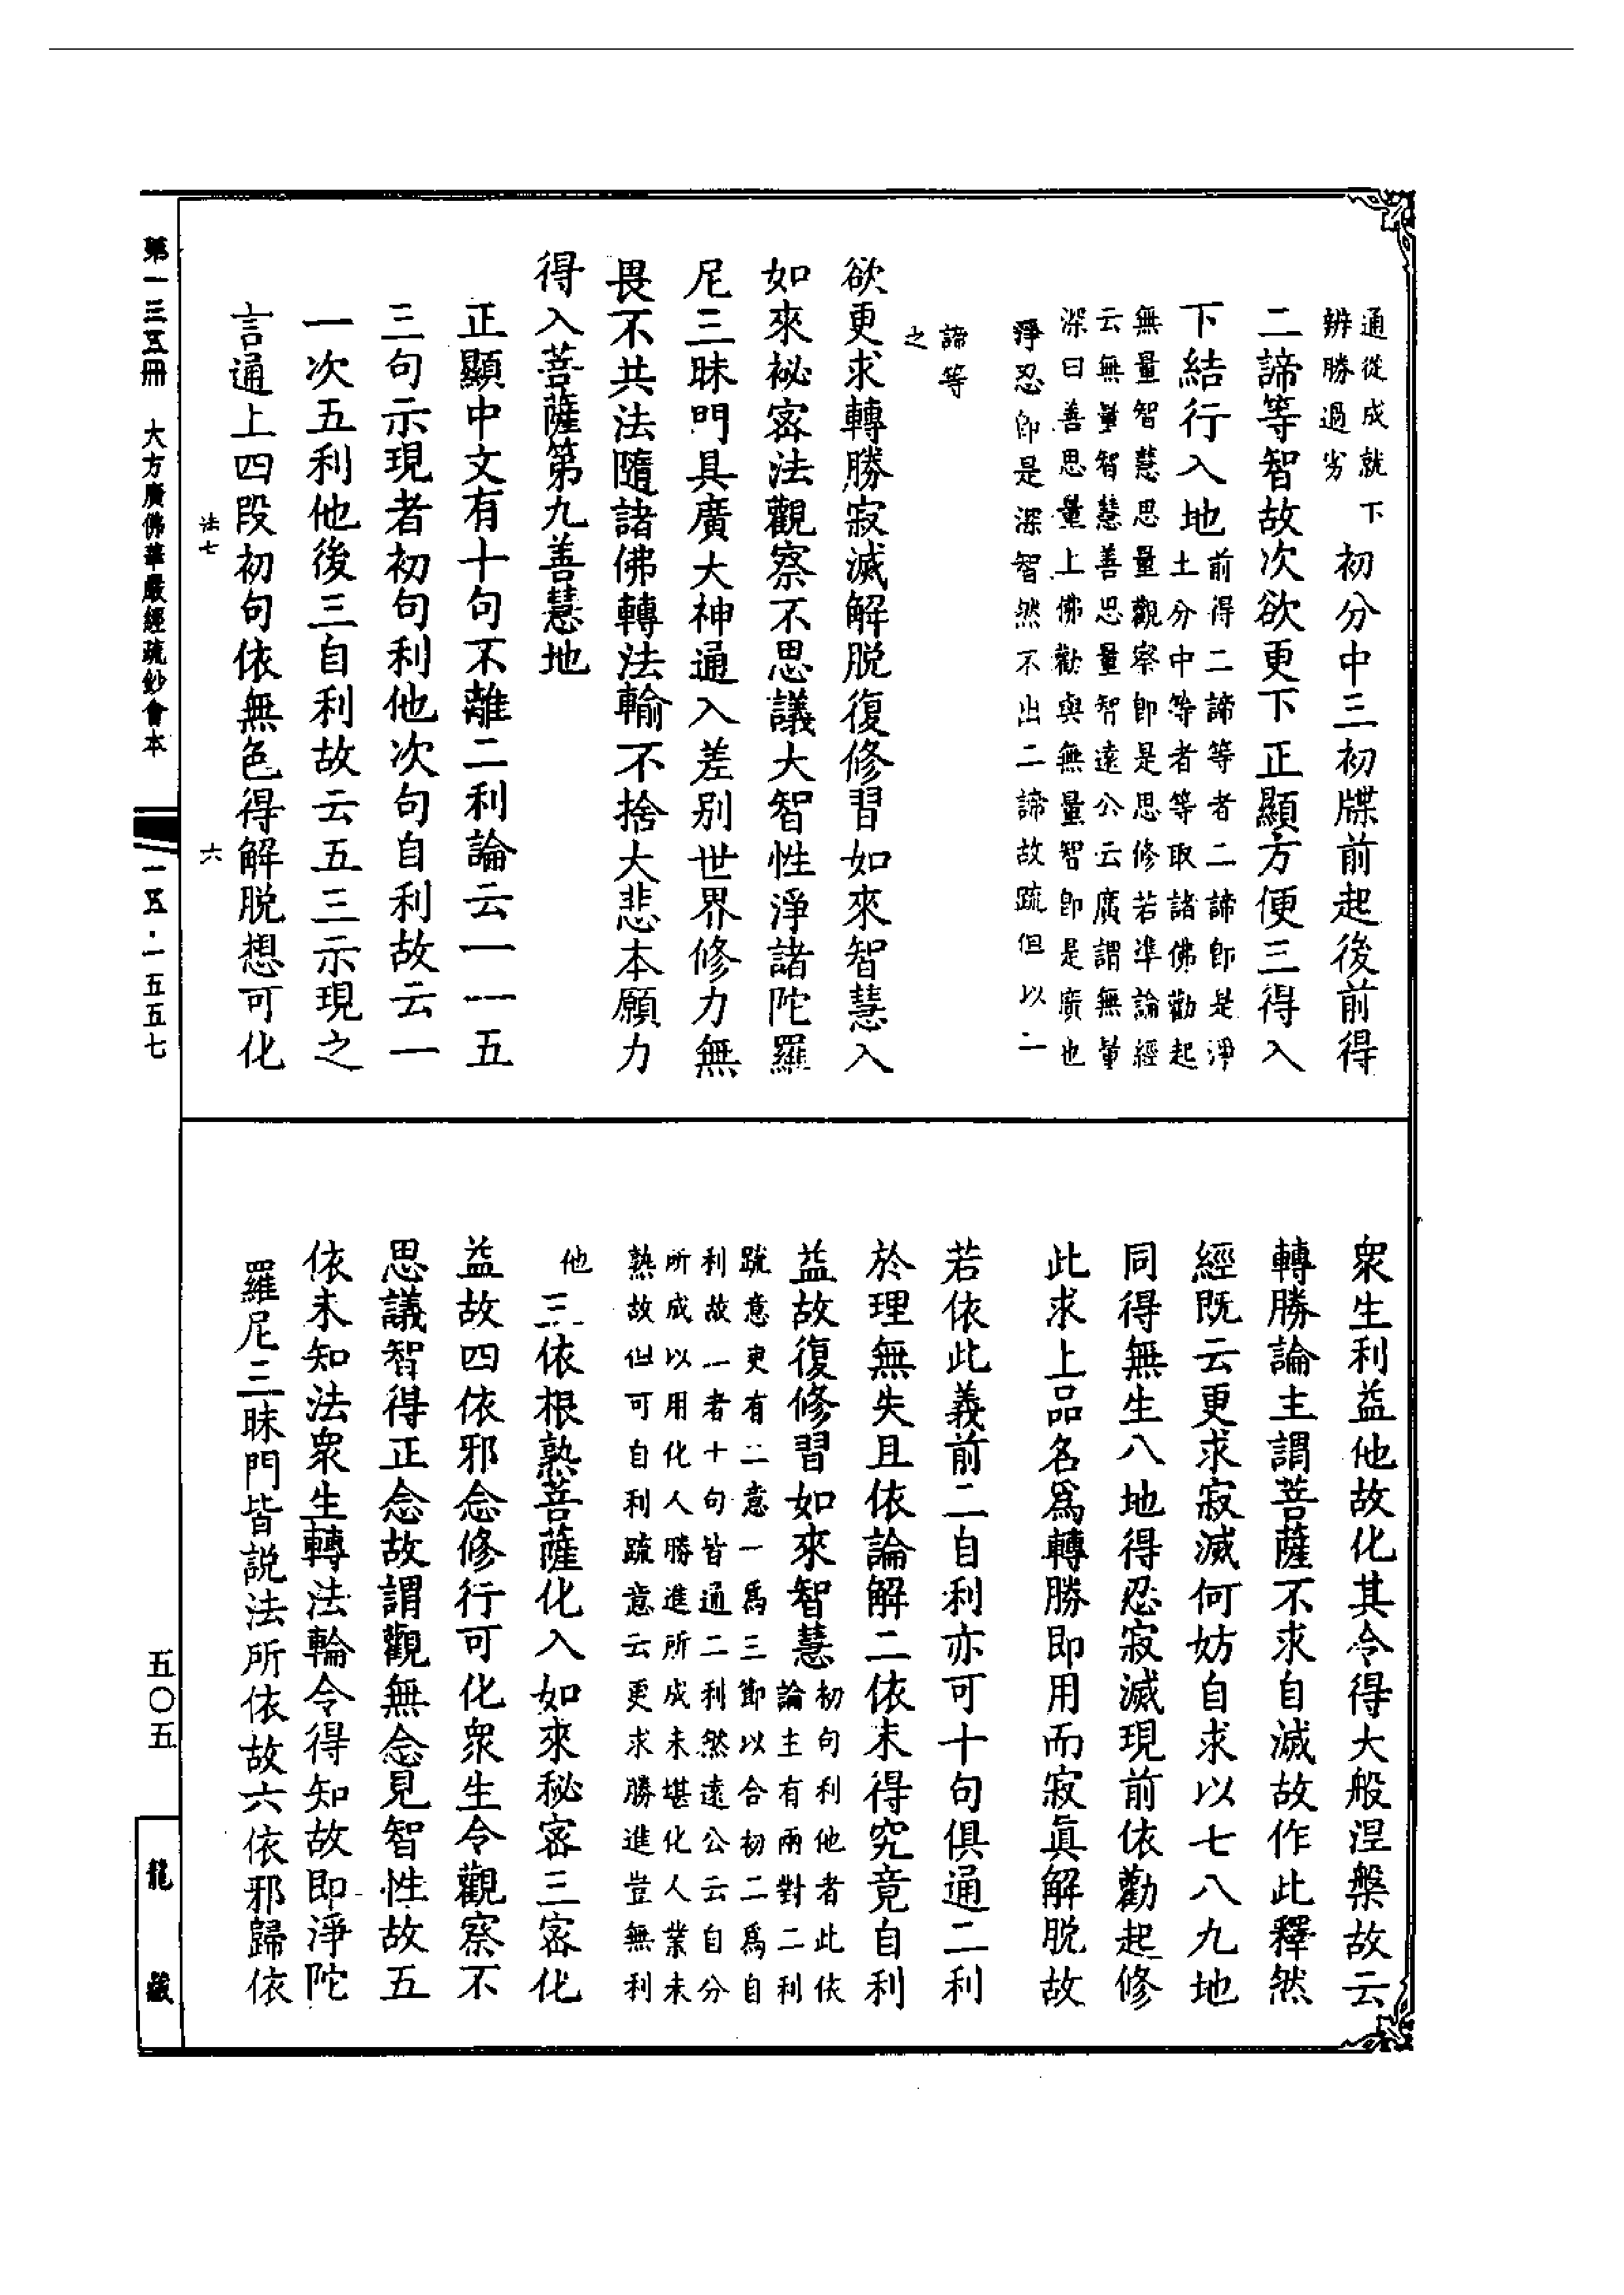 通從成就下
辨勝過劣
初分中三初牒前起後前得
二諦等智故次欲更下正顯方便三得入
下結行入地
前得二諦等者二諦即是淨
土分中等者等取諸佛勸起
無量智慧思量觀察即是思修若準論經
云無量智慧善思量智遠公云廣謂無量
深曰善思量上佛勸與無量智即是廣也
淨忍即是深智然不出二諦故疏但以二
諦等
之
欲更求轉勝寂滅解脫復修習如來智慧入
如來祕密法觀察不思議大智性淨諸陀羅
尼三昧門具廣大神通入差別世界修力無
畏不共法隨諸佛轉法輪不捨大悲本願力
得入菩薩第九善慧地
正顯中文有十句不離二利論云一一五
三句示現者初句利他次句自利故云一
一次五利他後三自利故云五三示現之
言通上四段初句依無色得解脫想可化
法七
六
眾生利益他故化其令得大般涅槃故云
轉勝論主謂菩薩不求自滅故作此釋然
經既云更求寂滅何妨自求以七八九地
同得無生八地得忍寂滅現前依勸起修
此求上品名爲轉勝即用而寂眞解脫故
若依此義前二自利亦可十句俱通二利
於理無失且依論解二依未得究竟自利
益故復修習如來智慧
初句利他者此依
論主有兩對二利
疏意更有二意一爲三節以合初二爲自
利故一者十句皆通二利然遠公云自分
所成以用化人勝進所成未堪化人業未
熟故但可自利疏意云更求勝進豈無利
他
三依根熟菩薩化入如來秘密三密化
益故四依邪念修行可化眾生令觀察不
思議智得正念故謂觀無念見智性故五
依未知法眾生轉法輪令得知故即淨陀
羅尼三昧門皆說法所依故六依邪歸依
第一三五冊　大方廣佛華嚴經疏鈔會本
一五·一五五七
五〇五
龍藏